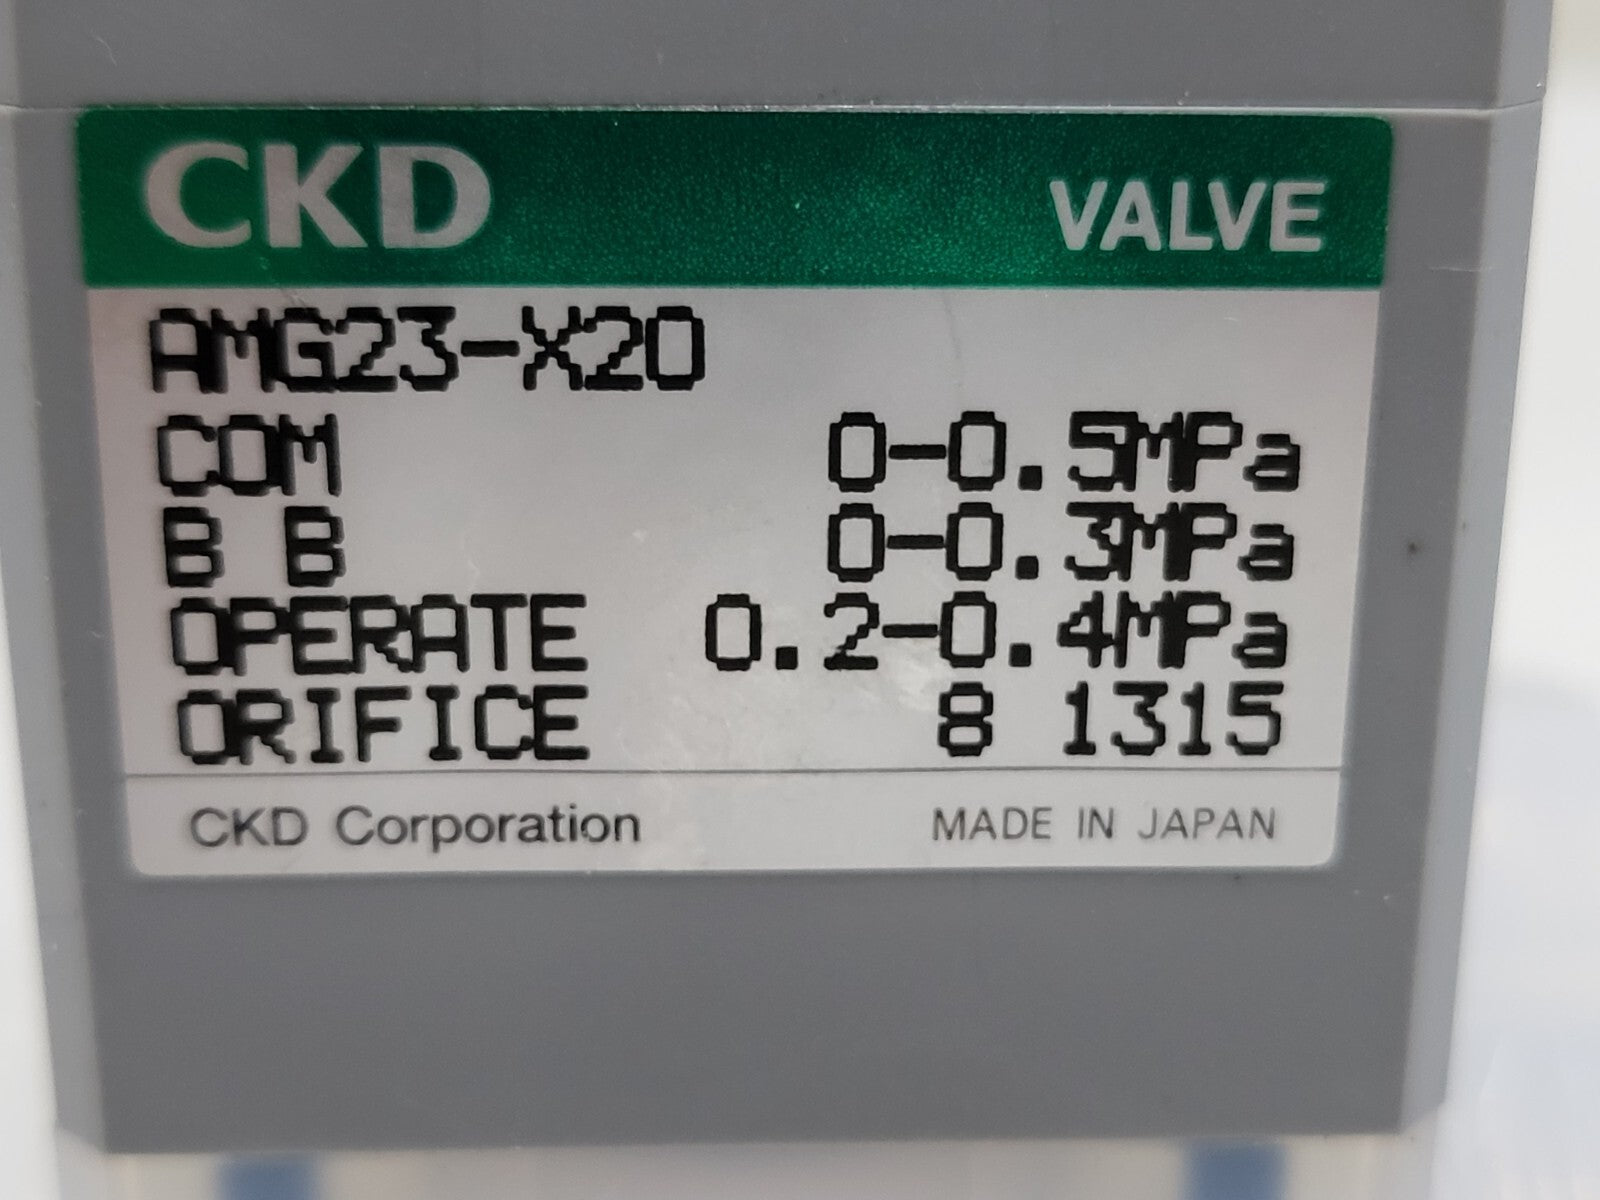 CKD VALVE
AMG23-X20
COM 0-0.5MPa
B B 0-0.3MPa
OPERATE 0.2-0.4MPa
ORIFICE 8 1315
CKD Corporation MADE IN JAPAN